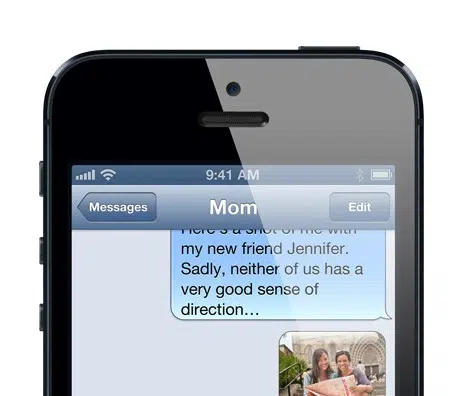 9:41 AM
Messages
Mom
Edit
Here's a shot of me with
my new friend Jennifer.
Sadly, neither of us has a
very good sense of
direction…